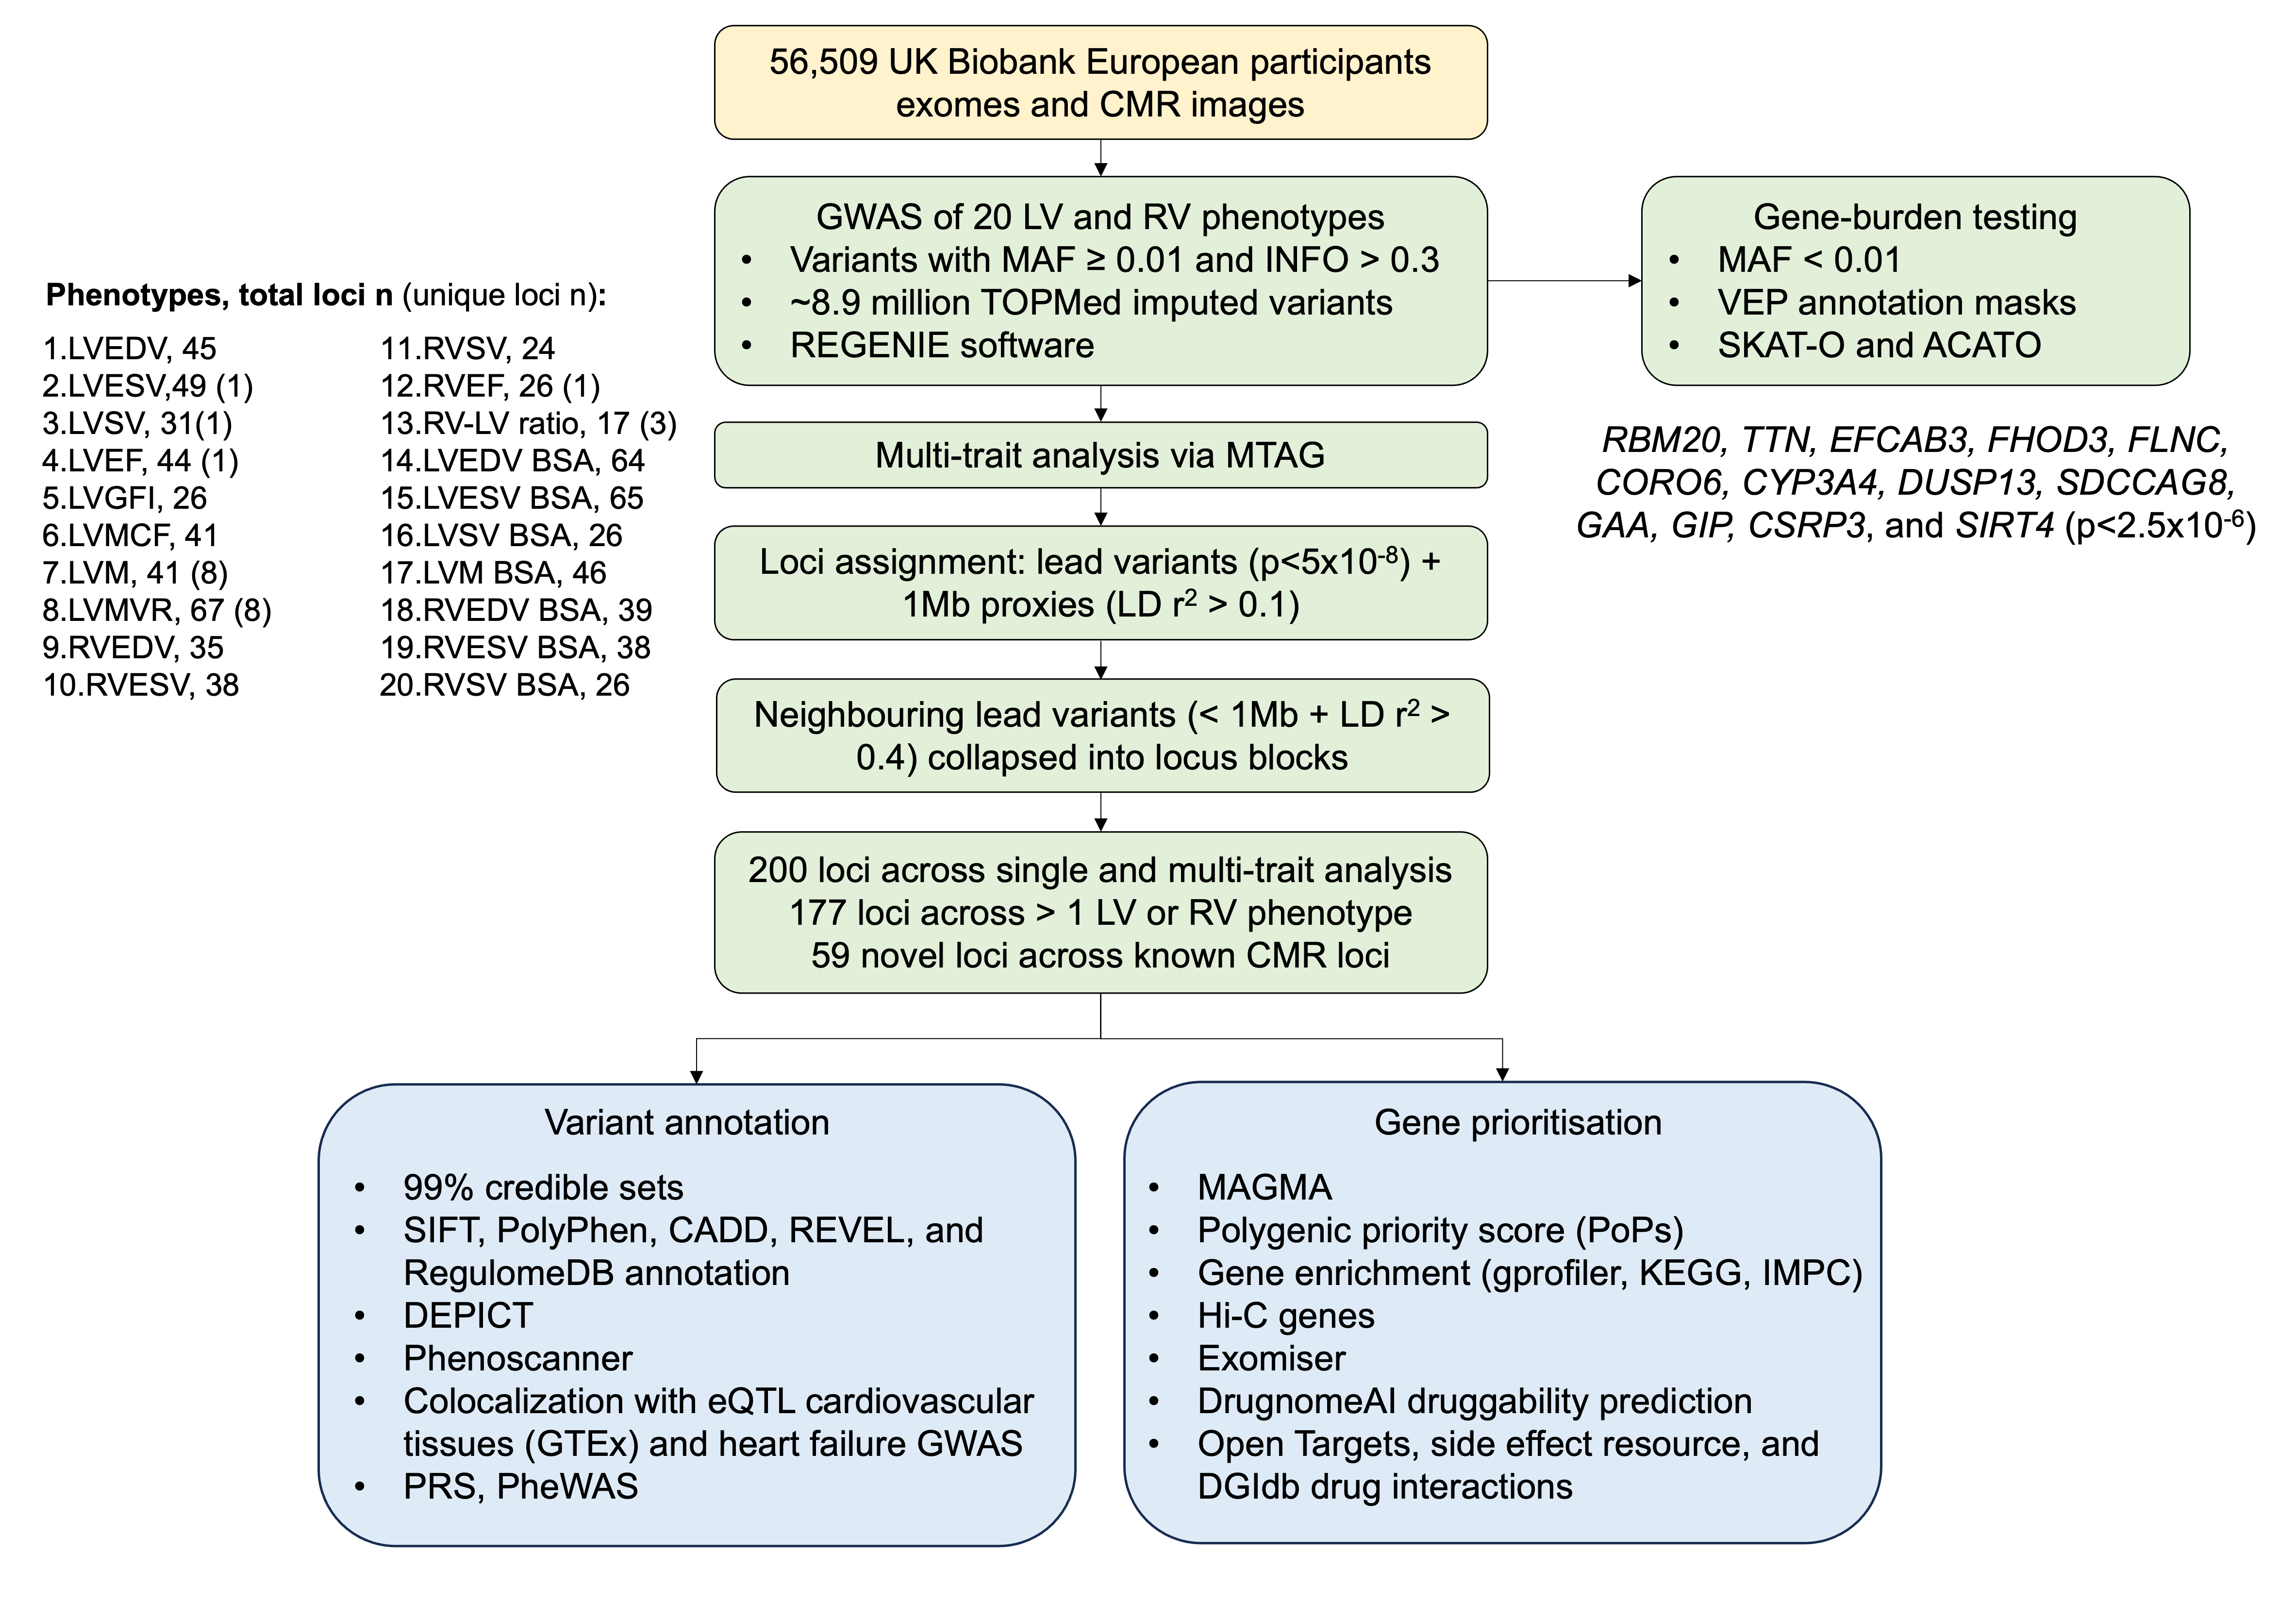 56,509 UK Biobank European participants
exomes and CMR images
GWAS of 20 LV and RV phenotypes
• Variants with MAF ≥ 0.01 and INFO > 0.3
• ~8.9 million TOPMed imputed variants
• REGENIE software
Gene-burden testing
• MAF < 0.01
• VEP annotation masks
• SKAT-O and ACATO
RBM20, TTN, EFCAB3, FHOD3, FLNC,
CORO6, CYP3A4, DUSP13, SDCCAG8,
GAA, GIP, CSRP3, and SIRT4 (p<2.5x10⁻⁶)
Phenotypes, total loci n (unique loci n):
1.LVEDV, 45
2.LVESV,49 (1)
3.LVSV, 31(1)
4.LVEF, 44 (1)
5.LVGFI, 26
6.LVMCF, 41
7.LVM, 41 (8)
8.LVMVR, 67 (8)
9.RVEDV, 35
10.RVESV, 38
11.RVSV, 24
12.RVEF, 26 (1)
13.RV-LV ratio, 17 (3)
14.LVEDV BSA, 64
15.LVESV BSA, 65
16.LVSV BSA, 26
17.LVM BSA, 46
18.RVEDV BSA, 39
19.RVESV BSA, 38
20.RVSV BSA, 26
Multi-trait analysis via MTAG
Loci assignment: lead variants (p<5x10⁻⁸) +
1Mb proxies (LD r² > 0.1)
Neighbouring lead variants (< 1Mb + LD r² >
0.4) collapsed into locus blocks
200 loci across single and multi-trait analysis
177 loci across > 1 LV or RV phenotype
59 novel loci across known CMR loci
Variant annotation
• 99% credible sets
• SIFT, PolyPhen, CADD, REVEL, and
RegulomeDB annotation
• DEPICT
• Phenoscanner
• Colocalization with eQTL cardiovascular
tissues (GTEx) and heart failure GWAS
• PRS, PheWAS
Gene prioritisation
• MAGMA
• Polygenic priority score (PoPs)
• Gene enrichment (gprofiler, KEGG, IMPC)
• Hi-C genes
• Exomiser
• DrugnomeAI druggability prediction
• Open Targets, side effect resource, and
DGIdb drug interactions